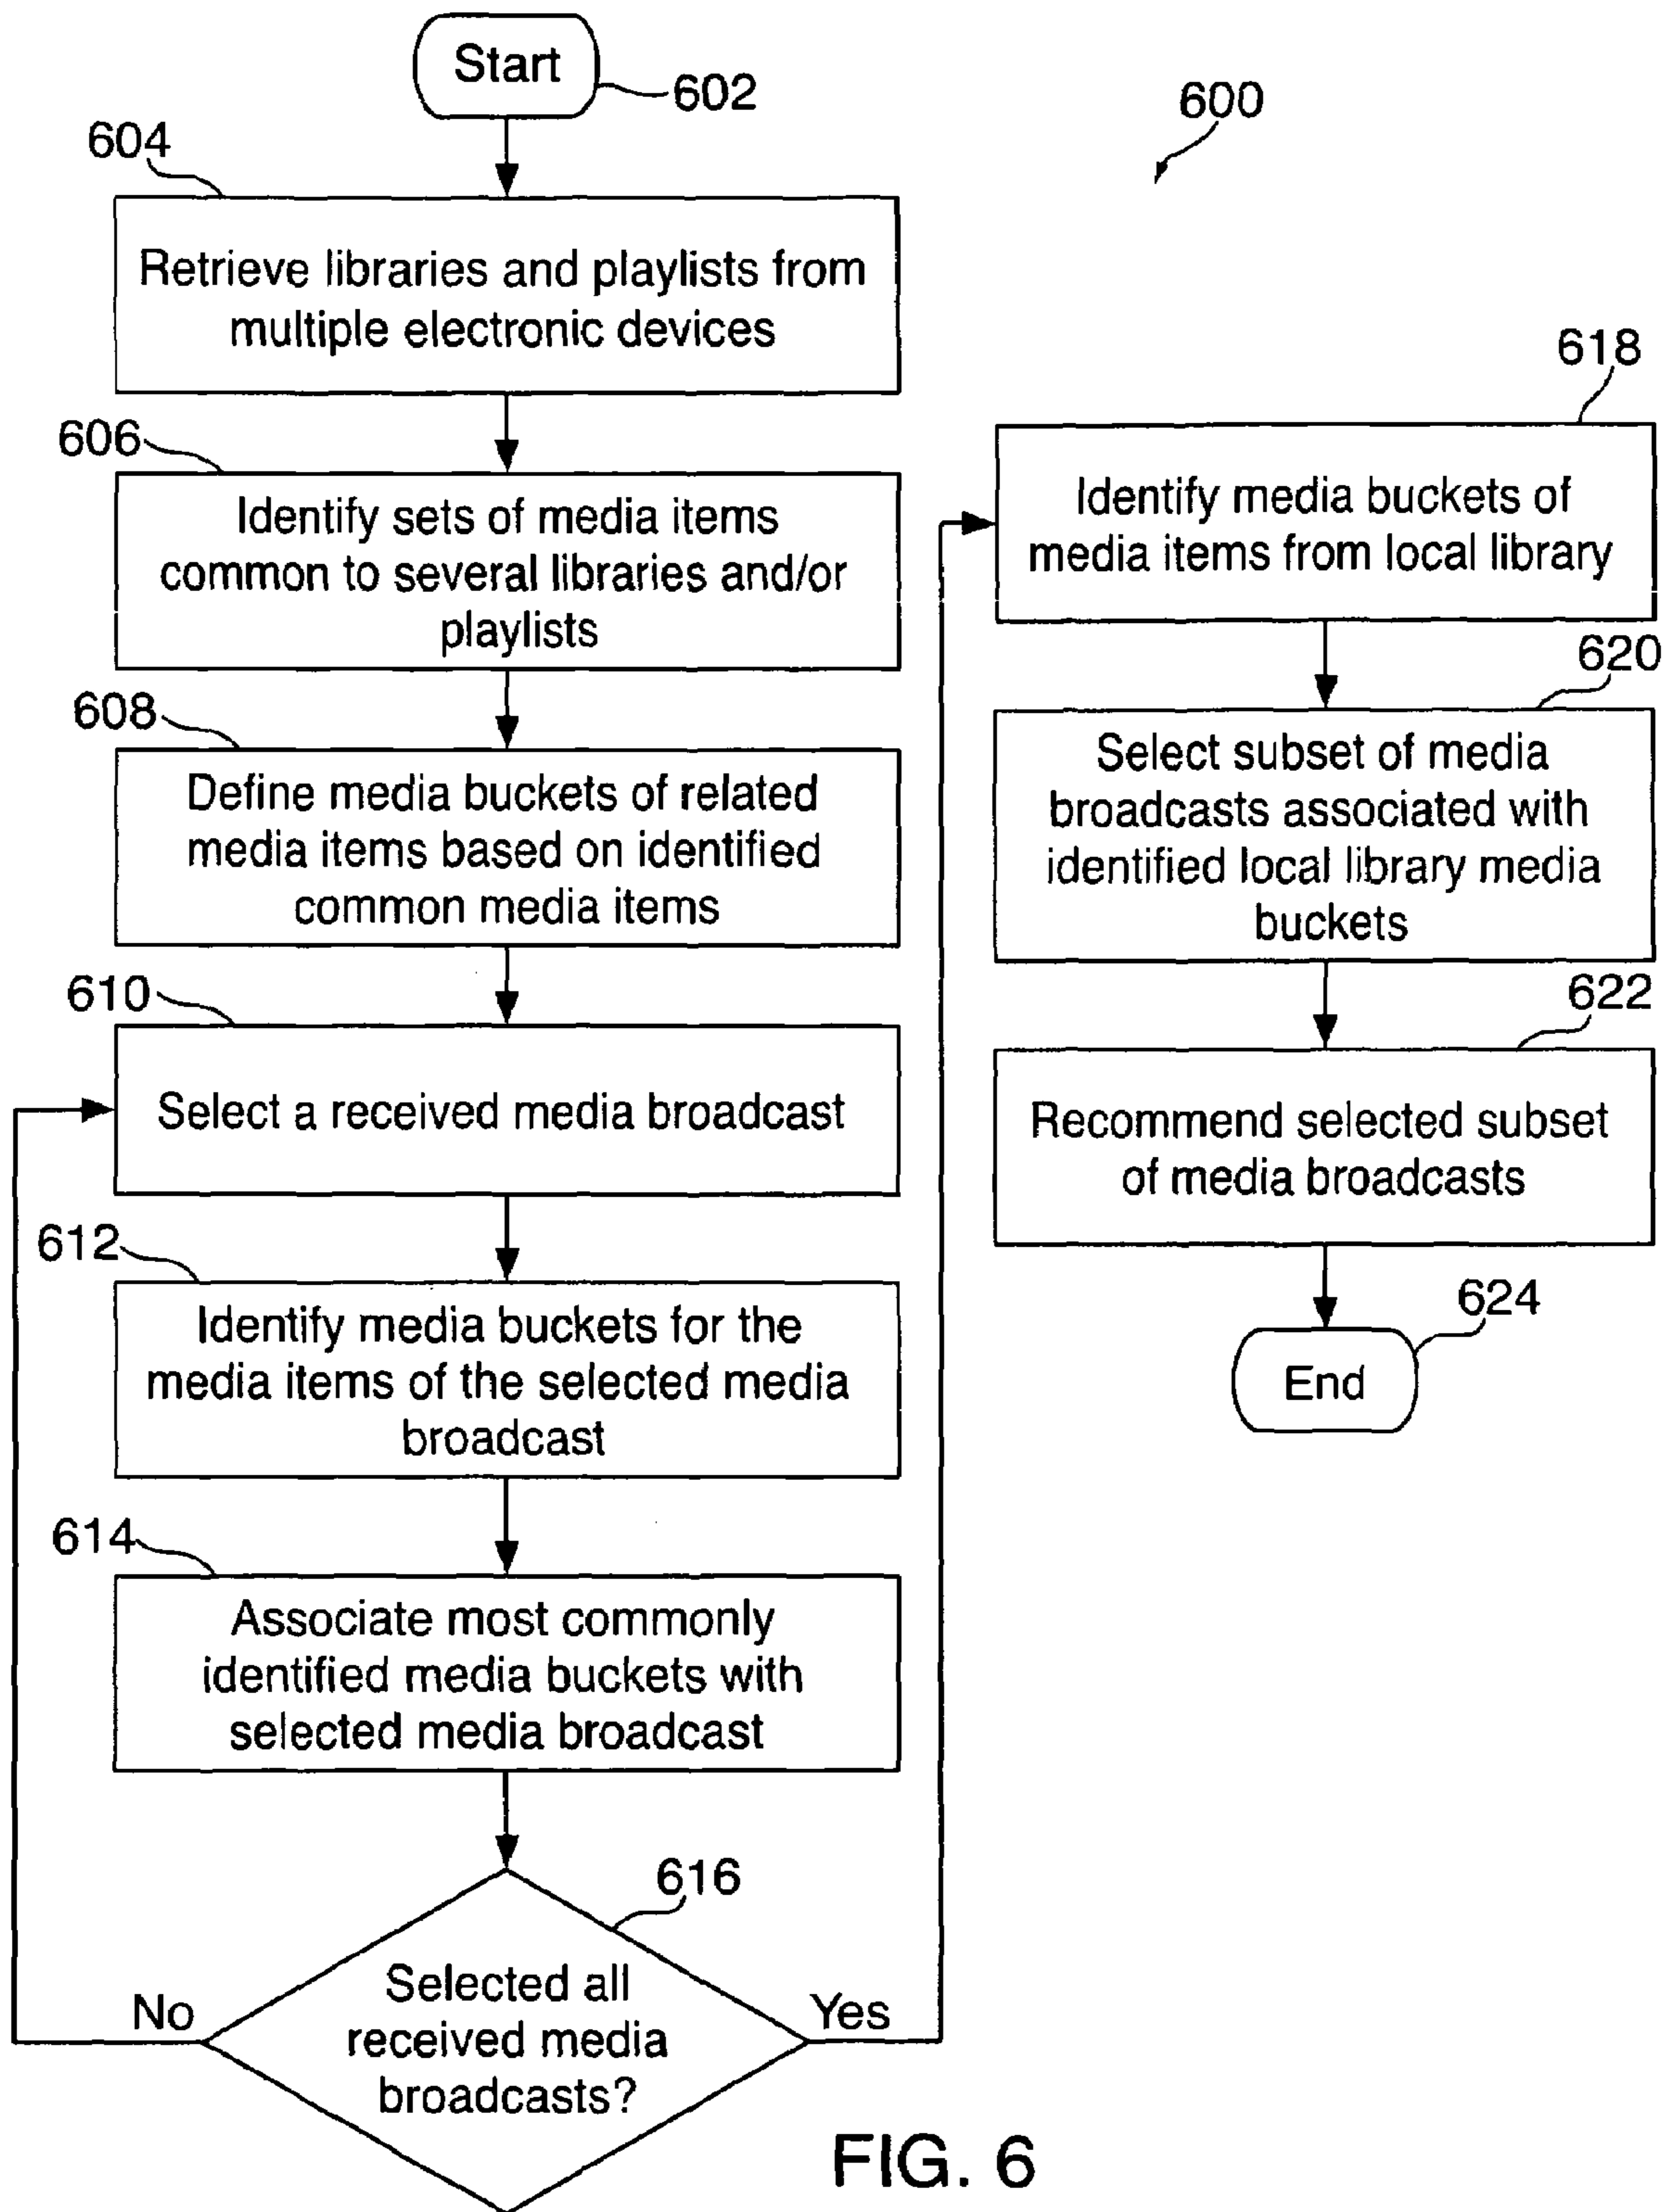 Start
602
600
604
Retrieve libraries and playlists from
multiple electronic devices
606
Identify sets of media items
common to several libraries and/or
playlists
608
Define media buckets of related
media items based on identified
common media items
610
Select a received media broadcast
612
Identify media buckets for the
media items of the selected media
broadcast
614
Associate most commonly
identified media buckets with
selected media broadcast
616
Selected all
received media
broadcasts?
No
Yes
618
Identify media buckets of
media items from local library
620
Select subset of media
broadcasts associated with
identified local library media
buckets
622
Recommend selected subset
of media broadcasts
624
End
FIG. 6